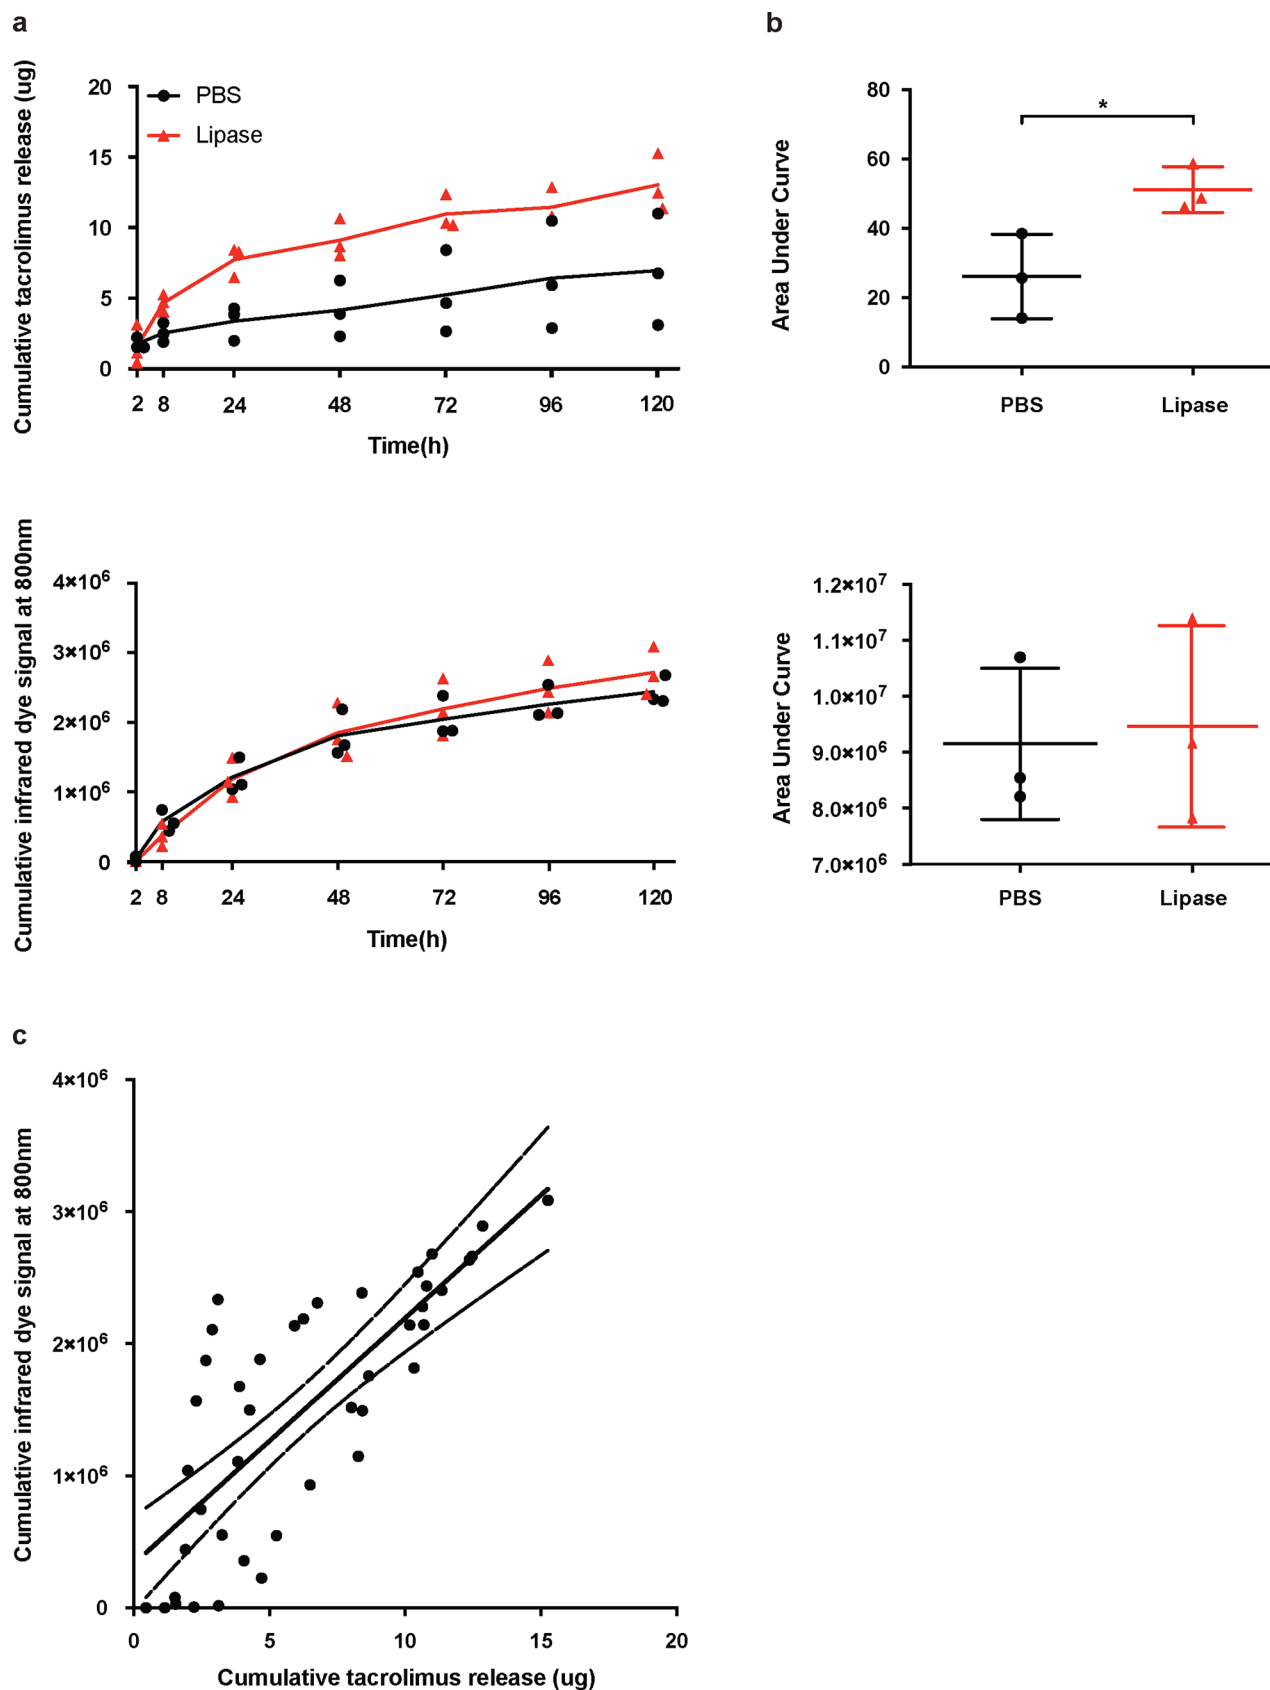 a
b
Cumulative tacrolimus release (ug)
20
15
10
5
0
PBS
Lipase
2 8 24 48 72 96 120
Time(h)
Area Under Curve
80
60
40
20
0
*
PBS Lipase
Cumulative infrared dye signal at 800nm
4×10⁶
3×10⁶
2×10⁶
1×10⁶
0
2 8 24 48 72 96 120
Time(h)
Area Under Curve
1.2×10⁷
1.1×10⁷
1.0×10⁷
9.0×10⁶
8.0×10⁶
7.0×10⁶
PBS Lipase
c
Cumulative infrared dye signal at 800nm
4×10⁶
3×10⁶
2×10⁶
1×10⁶
0
0 5 10 15 20
Cumulative tacrolimus release (ug)